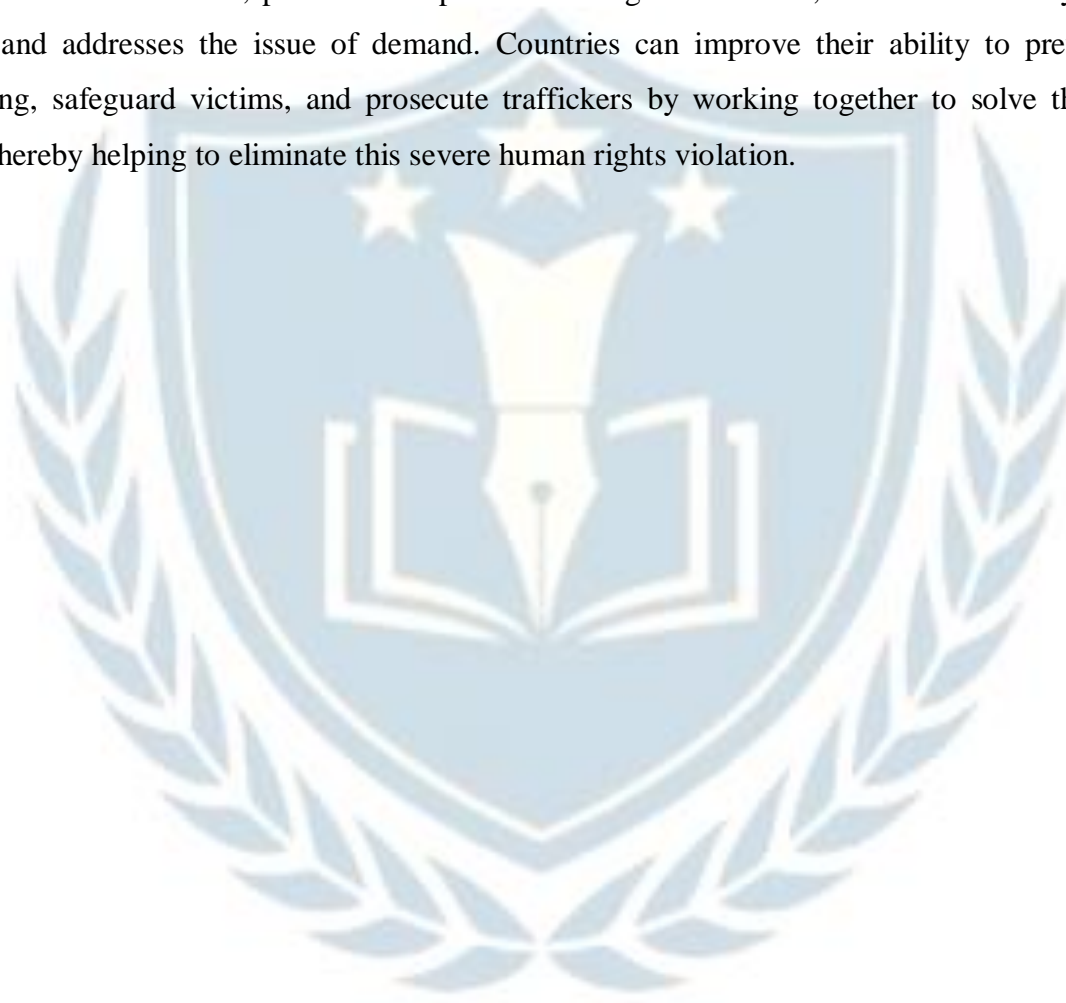 and addresses the issue of demand. Countries can improve their ability to pre
ng, safeguard victims, and prosecute traffickers by working together to solve th
hereby helping to eliminate this severe human rights violation.